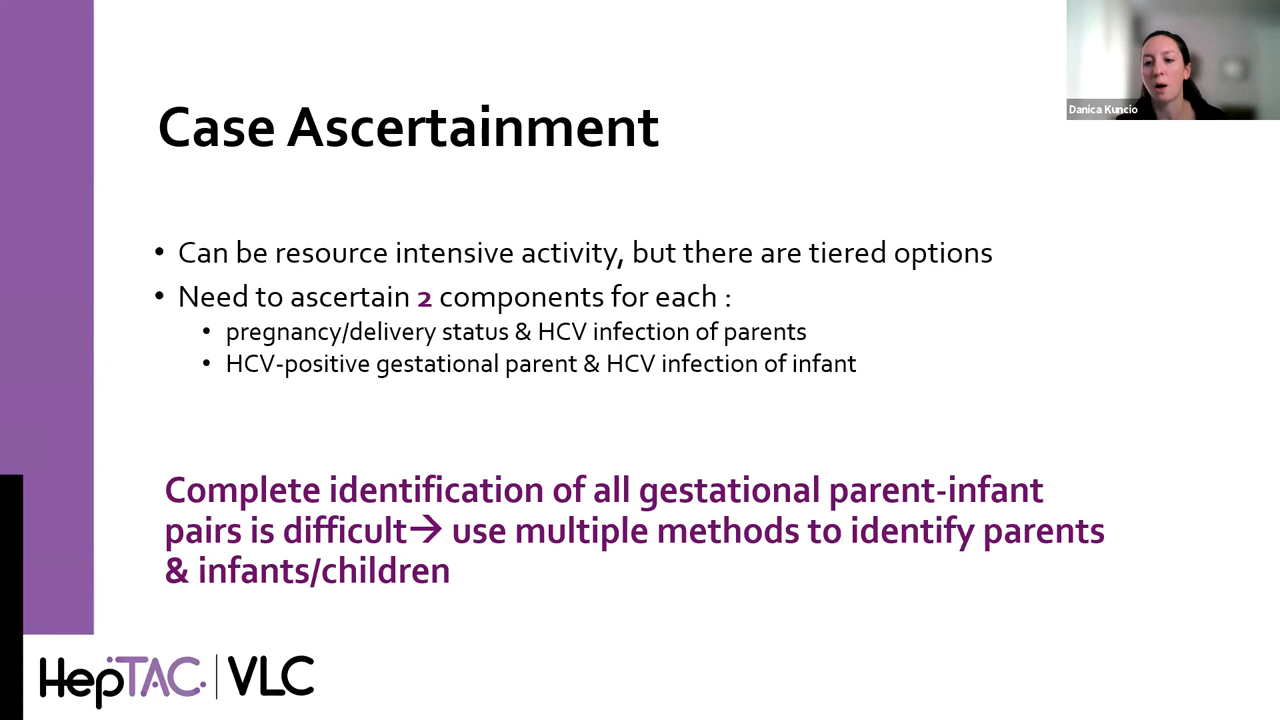 Danica Kuncio
Case Ascertainment
• Can be resource intensive activity, but there are tiered options
• Need to ascertain 2 components for each :
• pregnancy/delivery status & HCV infection of parents
• HCV-positive gestational parent & HCV infection of infant
Complete identification of all gestational parent-infant
pairs is difficult→ use multiple methods to identify parents
& infants/children
HepTAC | VLC